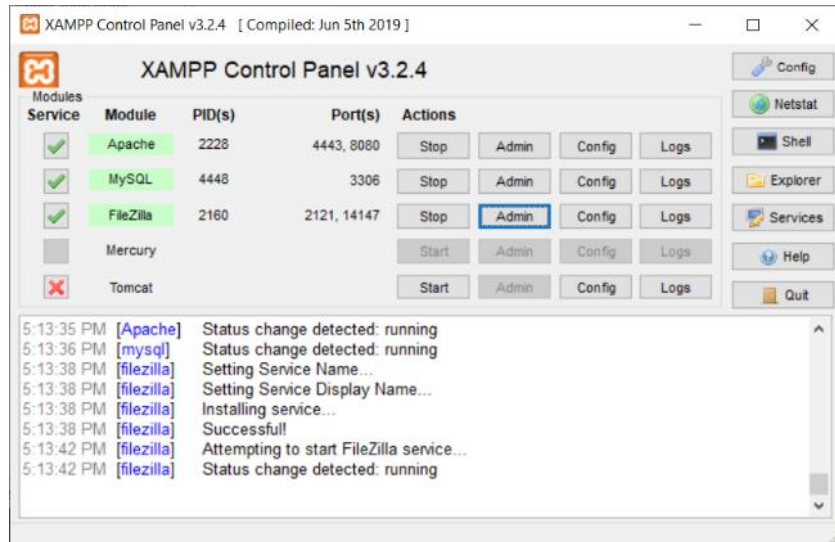 XAMPP Control Panel v3.2.4 [ Compiled: Jun 5th 2019 ]
XAMPP Control Panel v3.2.4
Config
Modules
Service Module PID(s) Port(s) Actions
Netstat
Apache 2228 4443, 8080 Stop Admin Config Logs
Shell
MySQL 4448 3306 Stop Admin Config Logs
Explorer
FileZilla 2160 2121, 14147 Stop Admin Config Logs
Services
Mercury Start Admin Config Logs
Help
Tomcat Start Admin Config Logs
Quit
5:13:35 PM [Apache] Status change detected: running
5:13:36 PM [mysql] Status change detected: running
5:13:38 PM [filezilla] Setting Service Name...
5:13:38 PM [filezilla] Setting Service Display Name...
5:13:38 PM [filezilla] Installing service...
5:13:38 PM [filezilla] Successful!
5:13:42 PM [filezilla] Attempting to start FileZilla service...
5:13:42 PM [filezilla] Status change detected: running